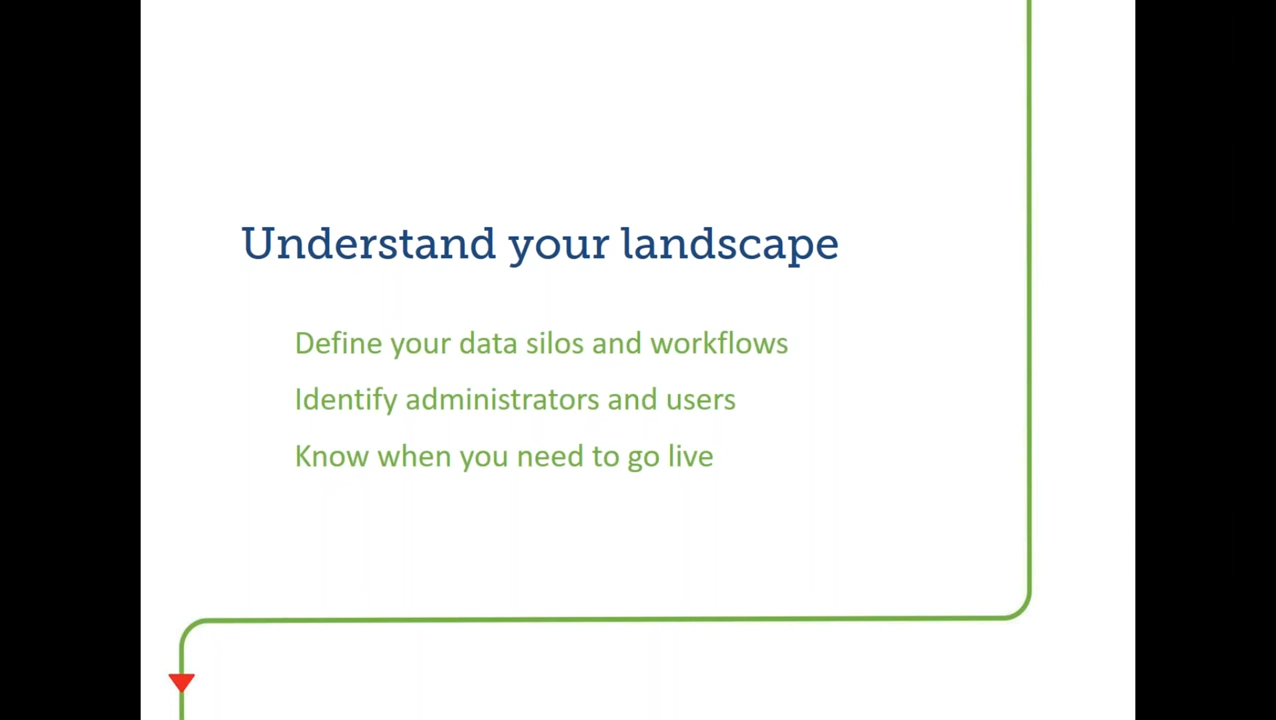 Understand your landscape
Define your data silos and workflows
Identify administrators and users
Know when you need to go live